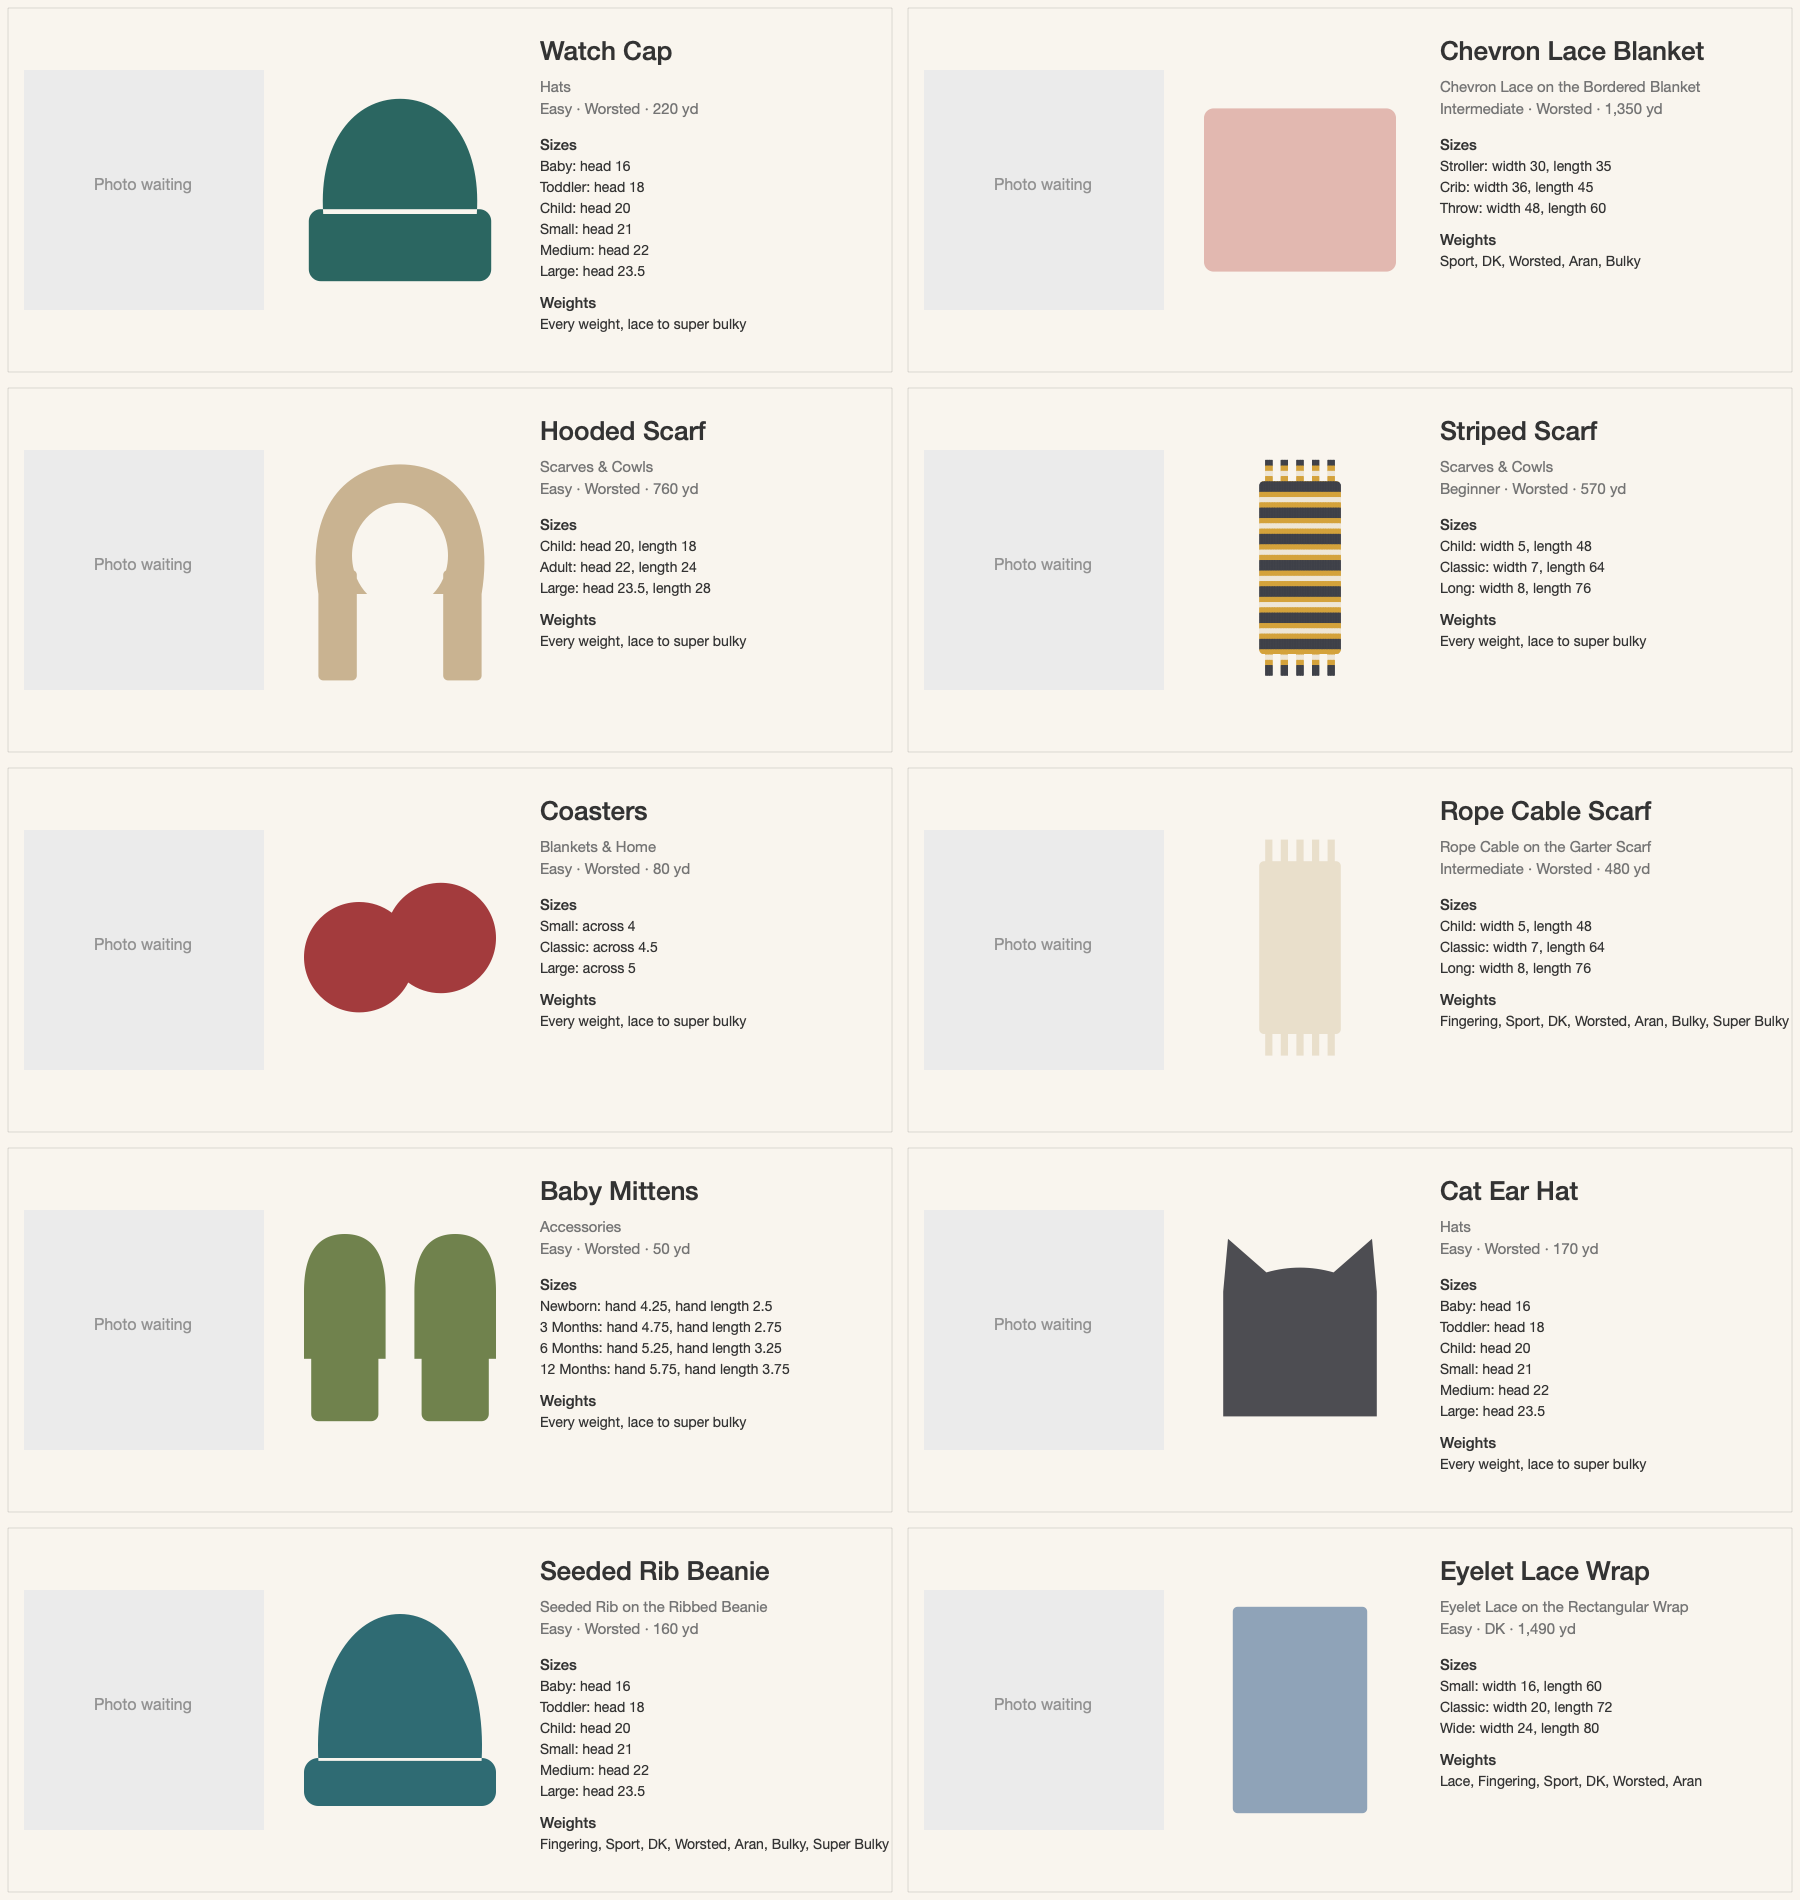 Photo waiting
Watch Cap
Hats
Easy · Worsted · 220 yd
Sizes
Baby: head 16
Toddler: head 18
Child: head 20
Small: head 21
Medium: head 22
Large: head 23.5
Weights
Every weight, lace to super bulky
Photo waiting
Chevron Lace Blanket
Chevron Lace on the Bordered Blanket
Intermediate · Worsted · 1,350 yd
Sizes
Stroller: width 30, length 35
Crib: width 36, length 45
Throw: width 48, length 60
Weights
Sport, DK, Worsted, Aran, Bulky
Photo waiting
Hooded Scarf
Scarves & Cowls
Easy · Worsted · 760 yd
Sizes
Child: head 20, length 18
Adult: head 22, length 24
Large: head 23.5, length 28
Weights
Every weight, lace to super bulky
Photo waiting
Striped Scarf
Scarves & Cowls
Beginner · Worsted · 570 yd
Sizes
Child: width 5, length 48
Classic: width 7, length 64
Long: width 8, length 76
Weights
Every weight, lace to super bulky
Photo waiting
Coasters
Blankets & Home
Easy · Worsted · 80 yd
Sizes
Small: across 4
Classic: across 4.5
Large: across 5
Weights
Every weight, lace to super bulky
Photo waiting
Rope Cable Scarf
Rope Cable on the Garter Scarf
Intermediate · Worsted · 480 yd
Sizes
Child: width 5, length 48
Classic: width 7, length 64
Long: width 8, length 76
Weights
Fingering, Sport, DK, Worsted, Aran, Bulky, Super Bulky
Photo waiting
Baby Mittens
Accessories
Easy · Worsted · 50 yd
Sizes
Newborn: hand 4.25, hand length 2.5
3 Months: hand 4.75, hand length 2.75
6 Months: hand 5.25, hand length 3.25
12 Months: hand 5.75, hand length 3.75
Weights
Every weight, lace to super bulky
Photo waiting
Cat Ear Hat
Hats
Easy · Worsted · 170 yd
Sizes
Baby: head 16
Toddler: head 18
Child: head 20
Small: head 21
Medium: head 22
Large: head 23.5
Weights
Every weight, lace to super bulky
Photo waiting
Seeded Rib Beanie
Seeded Rib on the Ribbed Beanie
Easy · Worsted · 160 yd
Sizes
Baby: head 16
Toddler: head 18
Child: head 20
Small: head 21
Medium: head 22
Large: head 23.5
Weights
Fingering, Sport, DK, Worsted, Aran, Bulky, Super Bulky
Photo waiting
Eyelet Lace Wrap
Eyelet Lace on the Rectangular Wrap
Easy · DK · 1,490 yd
Sizes
Small: width 16, length 60
Classic: width 20, length 72
Wide: width 24, length 80
Weights
Lace, Fingering, Sport, DK, Worsted, Aran